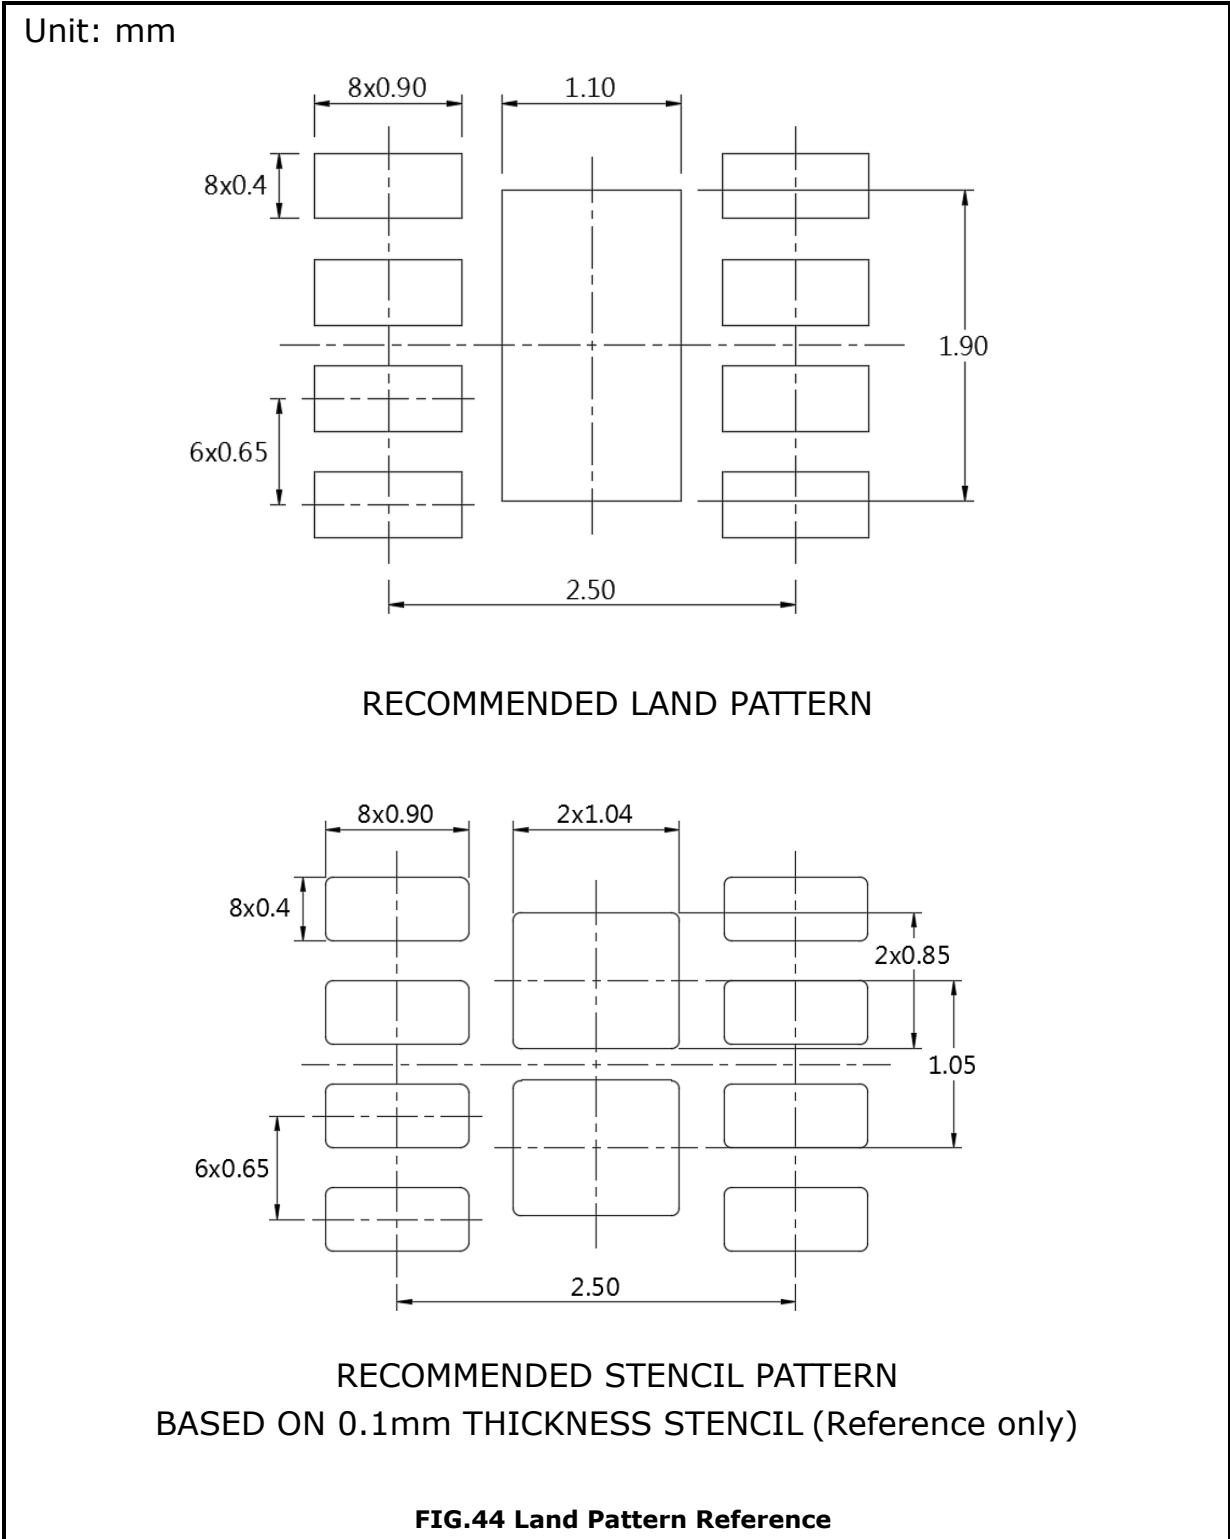 Unit: mm
8x0.90
1.10
8x0.4
1.90
6x0.65
2.50
RECOMMENDED LAND PATTERN
8x0.90
2x1.04
8x0.4
2x0.85
1.05
6x0.65
2.50
RECOMMENDED STENCIL PATTERN
BASED ON 0.1mm THICKNESS STENCIL (Reference only)
FIG.44 Land Pattern Reference